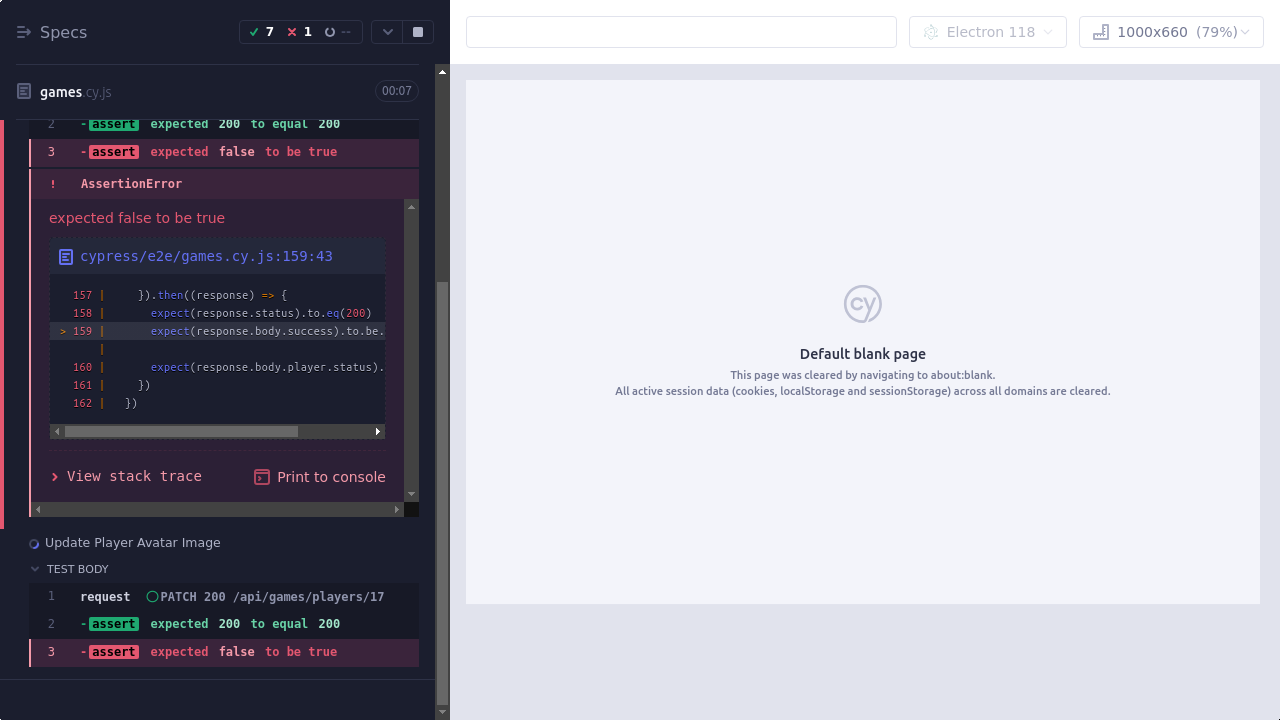 Specs
7 1 --
Electron 118
1000x660 (79%)
games.cy.js
00:07
2 -assert expected 200 to equal 200
3 -assert expected false to be true
! AssertionError
expected false to be true
cypress/e2e/games.cy.js:159:43
157 | }).then((response) => {
158 | expect(response.status).to.eq(200)
> 159 | expect(response.body.success).to.be.
|
160 | expect(response.body.player.status).
161 | })
162 | })
> View stack trace
Print to console
Update Player Avatar Image
TEST BODY
1 request PATCH 200 /api/games/players/17
2 -assert expected 200 to equal 200
3 -assert expected false to be true
cy
Default blank page
This page was cleared by navigating to about:blank.
All active session data (cookies, localStorage and sessionStorage) across all domains are cleared.